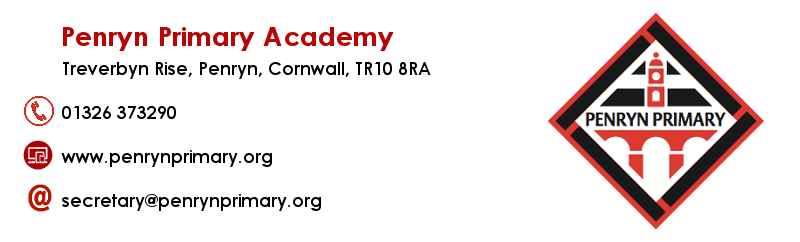 Penryn Primary Academy
Treverbyn Rise, Penryn, Cornwall, TR10 8RA
01326 373290
www.penrynprimary.org
@ secretary@penrynprimary.org
PENRYN PRIMARY